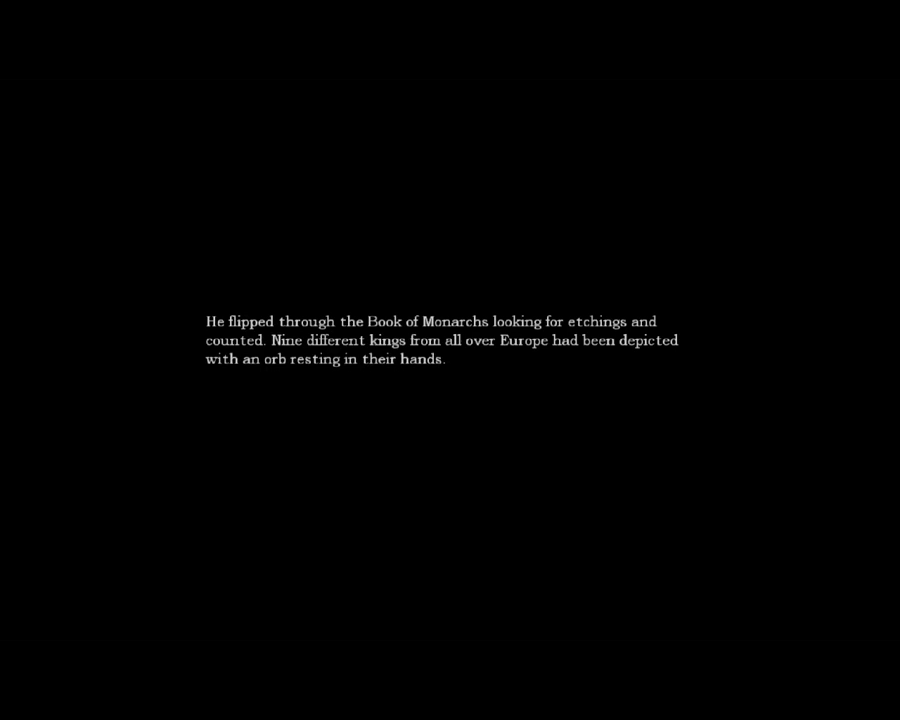 He flipped through the Book of Monarchs looking for etchings and
counted. Nine different kings from all over Europe had been depicted
with an orb resting in their hands.